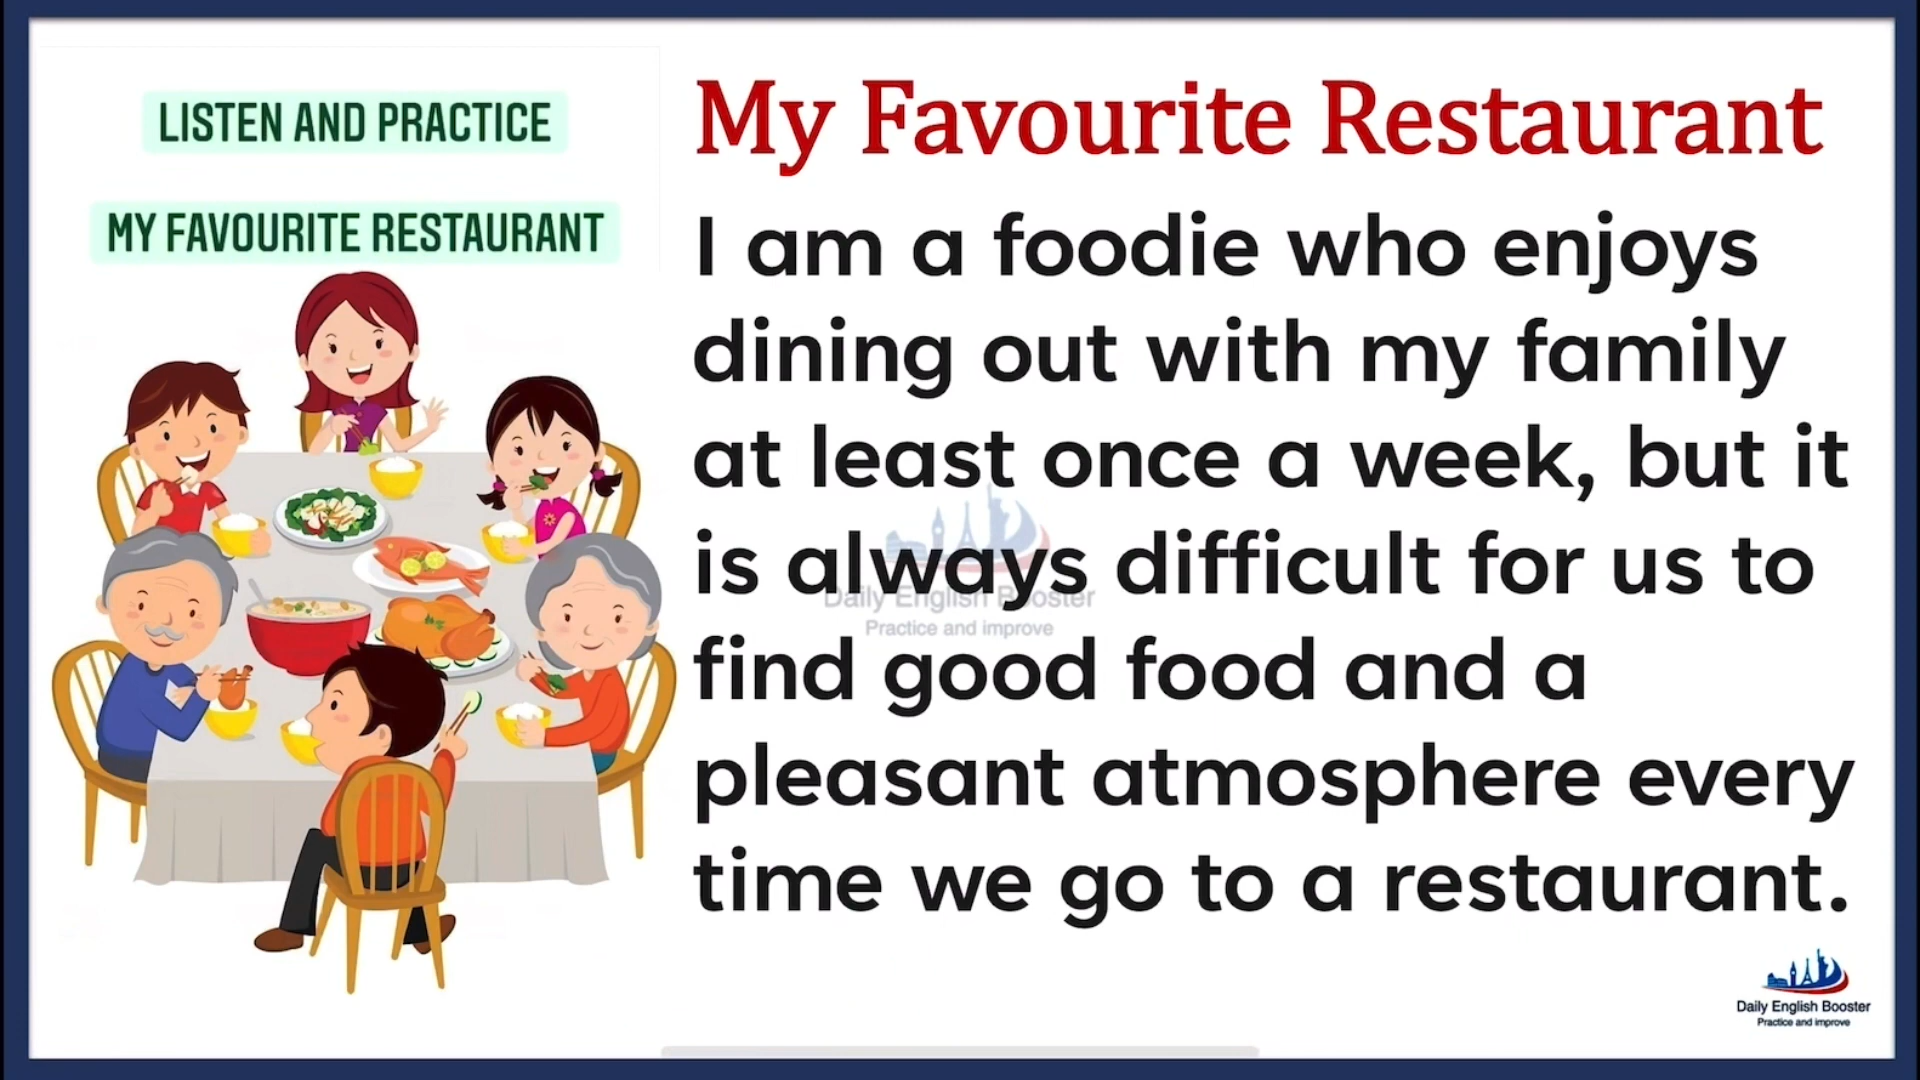 LISTEN AND PRACTICE
MY FAVOURITE RESTAURANT
My Favourite Restaurant
I am a foodie who enjoys
dining out with my family
at least once a week, but it
is always difficult for us to
find good food and a
pleasant atmosphere every
time we go to a restaurant.
Daily English Booster
Practice and improve
Daily English Booster
Practice and improve